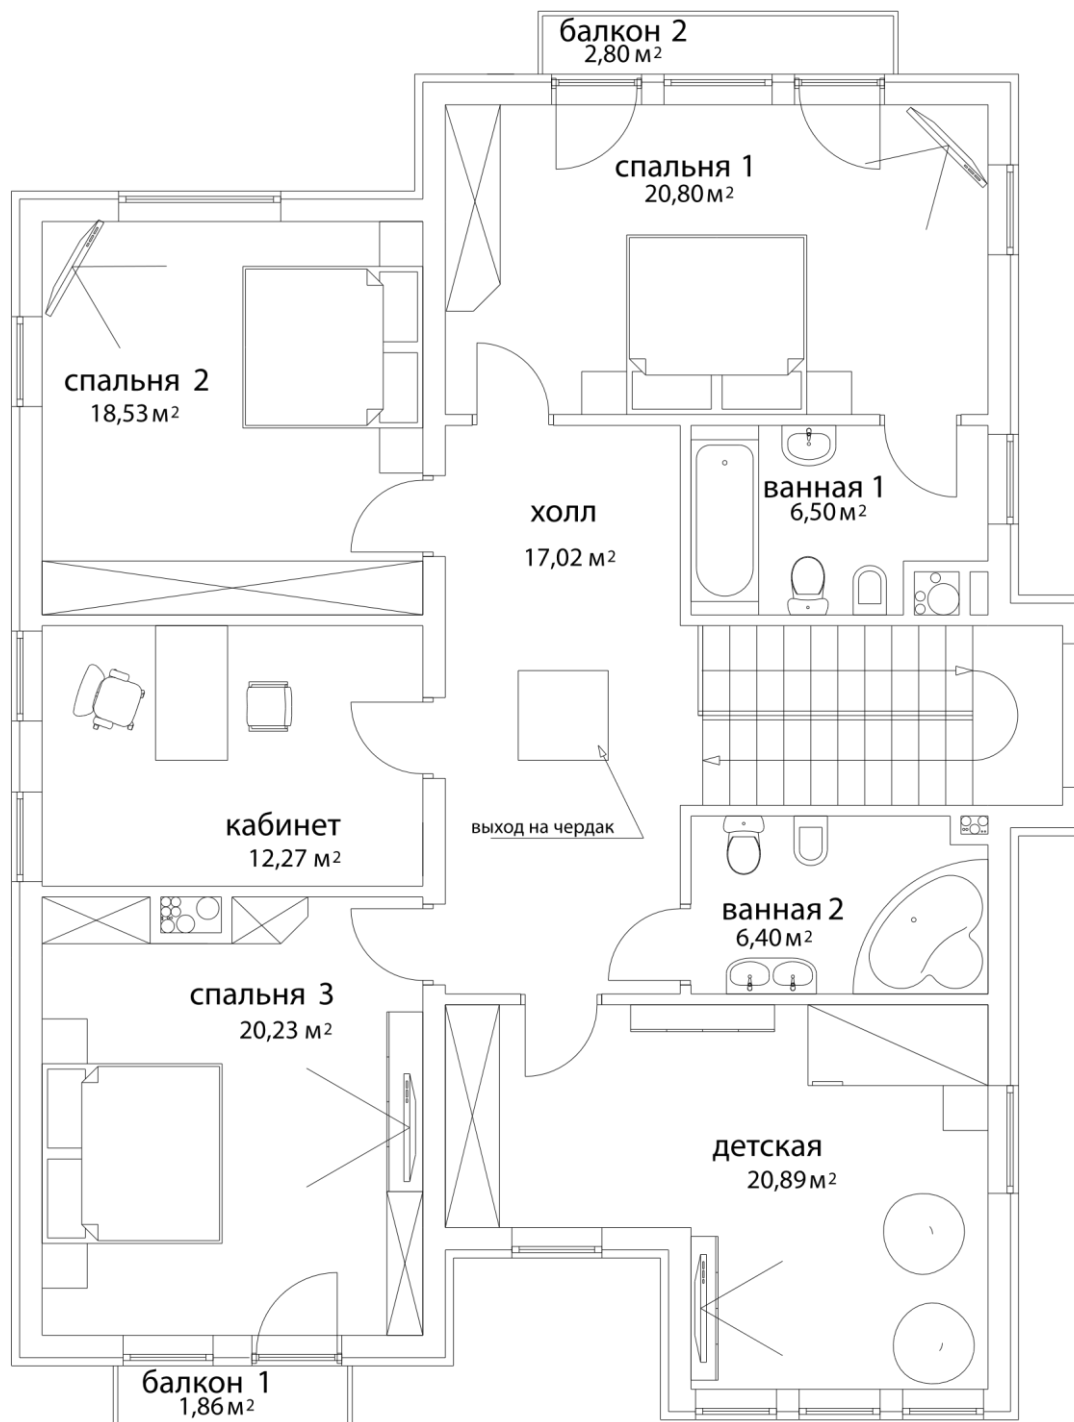 балкон 2
2,80 м²
спальня 1
20,80 м²
спальня 2
18,53 м²
холл
17,02 м²
ванная 1
6,50 м²
кабинет
12,27 м²
выход на чердак
ванная 2
6,40 м²
спальня 3
20,23 м²
детская
20,89 м²
балкон 1
1,86 м²